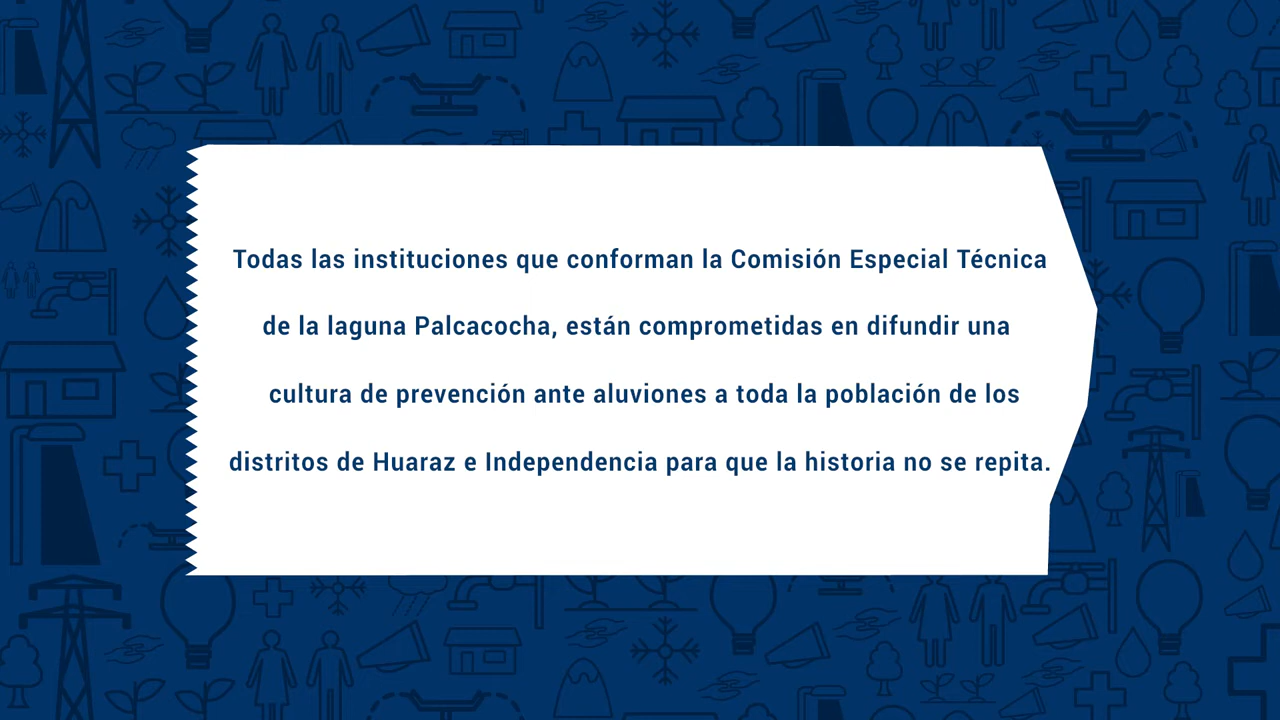 Todas las instituciones que conforman la Comisión Especial Técnica
de la laguna Palcacocha, están comprometidas en difundir una
cultura de prevención ante aluviones a toda la población de los
distritos de Huaraz e Independencia para que la historia no se repita.